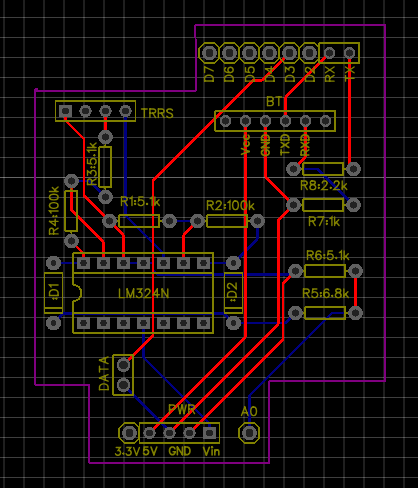 D7 D6 D5 D4 D3 D2 RX TX
TRRS
BT
Vcc GND TXD RXD
R3:5.1k
R8:2.2k
R4:100k
R1:5.1k
R2:100k
R7:1k
R6:5.1k
:D1
LM324N
:D2
R5:6.8k
DATA
PWR
A0
3.3V 5V GND Vin